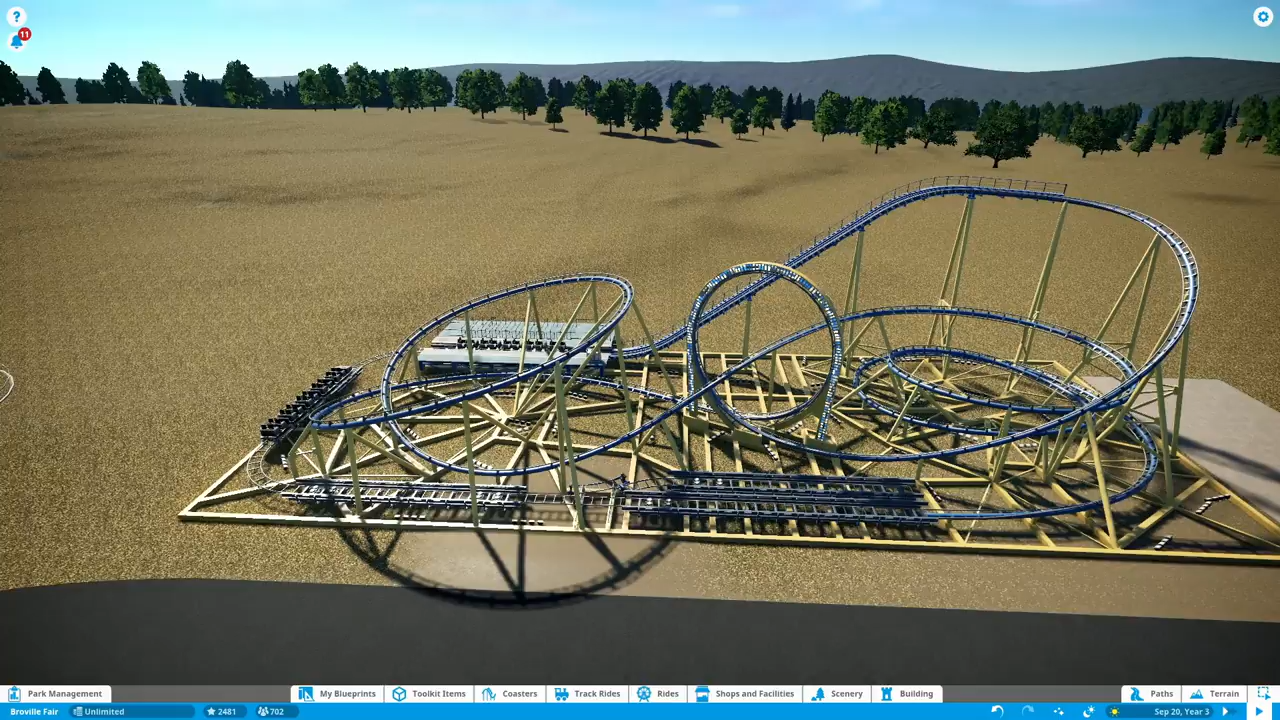 ?
11
Park Management
My Blueprints
Toolkit Items
Coasters
Track Rides
Rides
Shops and Facilities
Scenery
Building
Paths
Terrain
Broville Fair
Unlimited
2481
702
Sep 20, Year 3